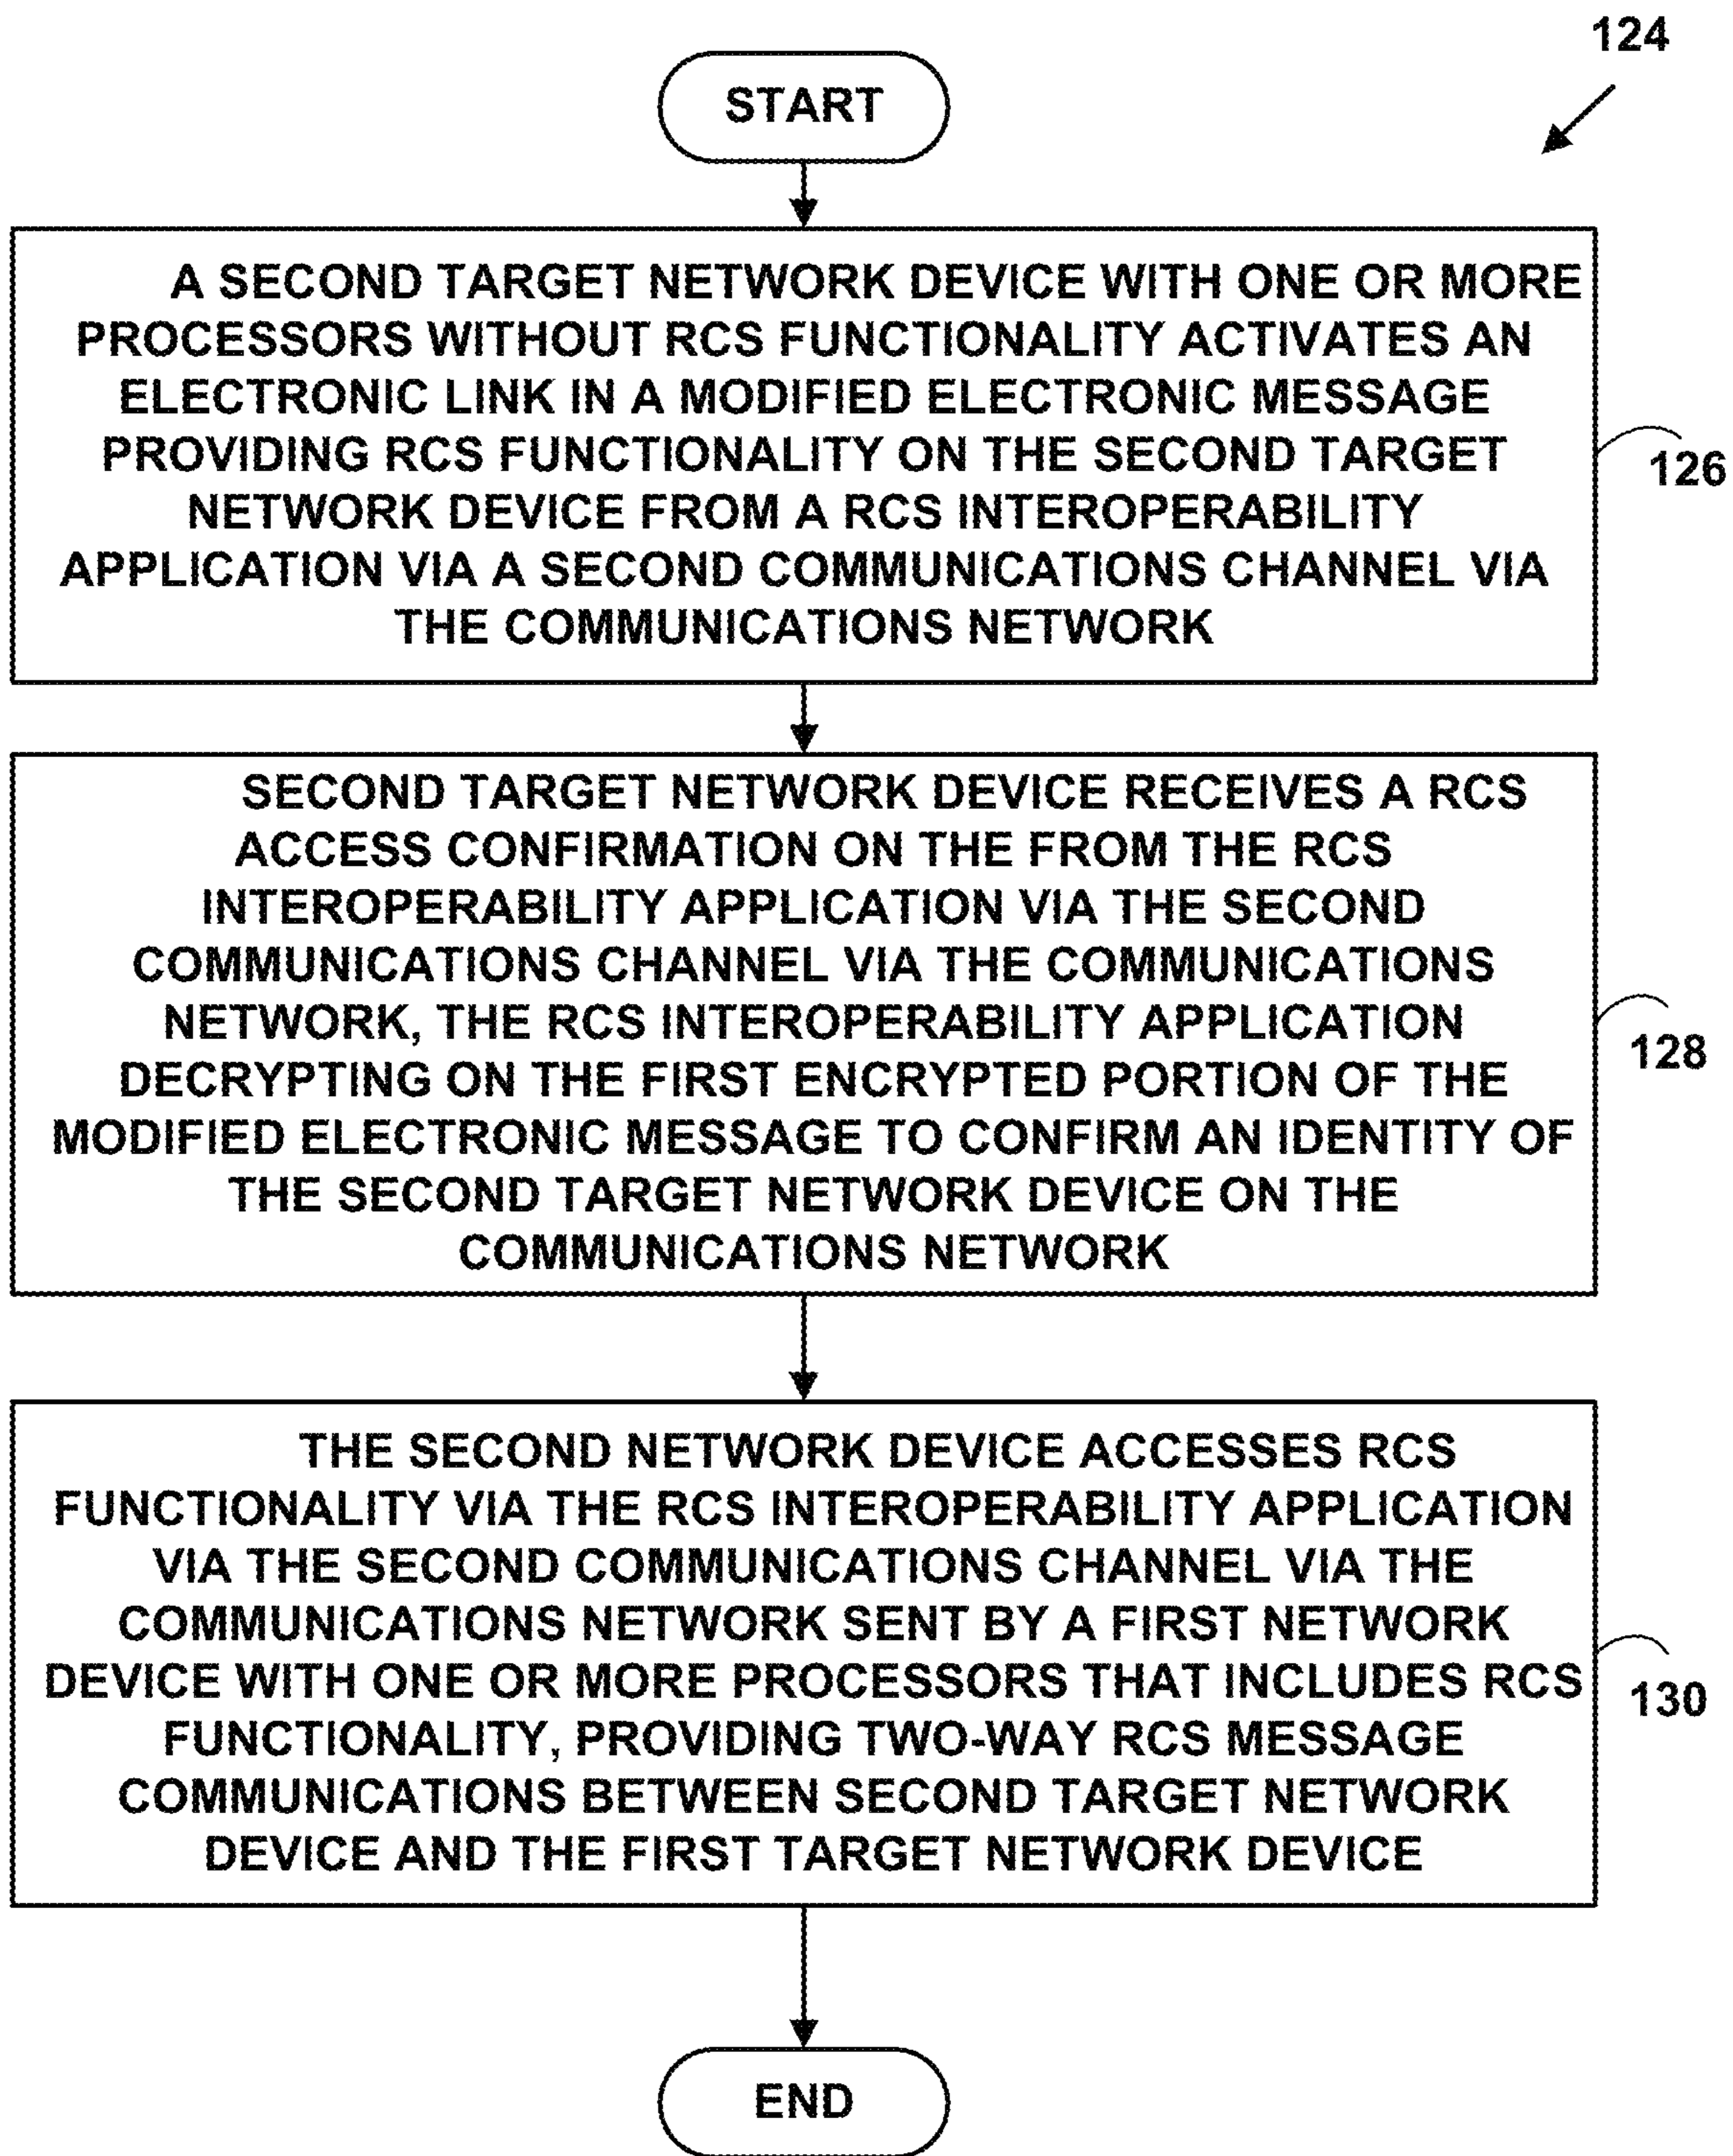 124
START
A SECOND TARGET NETWORK DEVICE WITH ONE OR MORE
PROCESSORS WITHOUT RCS FUNCTIONALITY ACTIVATES AN
ELECTRONIC LINK IN A MODIFIED ELECTRONIC MESSAGE
PROVIDING RCS FUNCTIONALITY ON THE SECOND TARGET
NETWORK DEVICE FROM A RCS INTEROPERABILITY
APPLICATION VIA A SECOND COMMUNICATIONS CHANNEL VIA
THE COMMUNICATIONS NETWORK
126
SECOND TARGET NETWORK DEVICE RECEIVES A RCS
ACCESS CONFIRMATION ON THE FROM THE RCS
INTEROPERABILITY APPLICATION VIA THE SECOND
COMMUNICATIONS CHANNEL VIA THE COMMUNICATIONS
NETWORK, THE RCS INTEROPERABILITY APPLICATION
DECRYPTING ON THE FIRST ENCRYPTED PORTION OF THE
MODIFIED ELECTRONIC MESSAGE TO CONFIRM AN IDENTITY OF
THE SECOND TARGET NETWORK DEVICE ON THE
COMMUNICATIONS NETWORK
128
THE SECOND NETWORK DEVICE ACCESSES RCS
FUNCTIONALITY VIA THE RCS INTEROPERABILITY APPLICATION
VIA THE SECOND COMMUNICATIONS CHANNEL VIA THE
COMMUNICATIONS NETWORK SENT BY A FIRST NETWORK
DEVICE WITH ONE OR MORE PROCESSORS THAT INCLUDES RCS
FUNCTIONALITY, PROVIDING TWO-WAY RCS MESSAGE
COMMUNICATIONS BETWEEN SECOND TARGET NETWORK
DEVICE AND THE FIRST TARGET NETWORK DEVICE
130
END